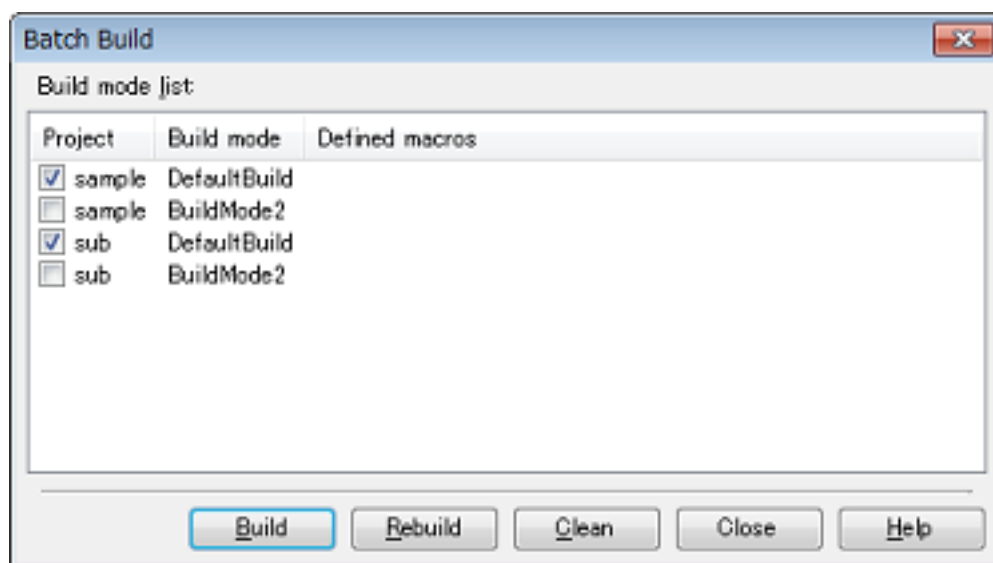 Batch Build
Build mode list:
Project Build mode Defined macros
sample DefaultBuild
sample BuildMode2
sub DefaultBuild
sub BuildMode2
Build Rebuild Clean Close Help